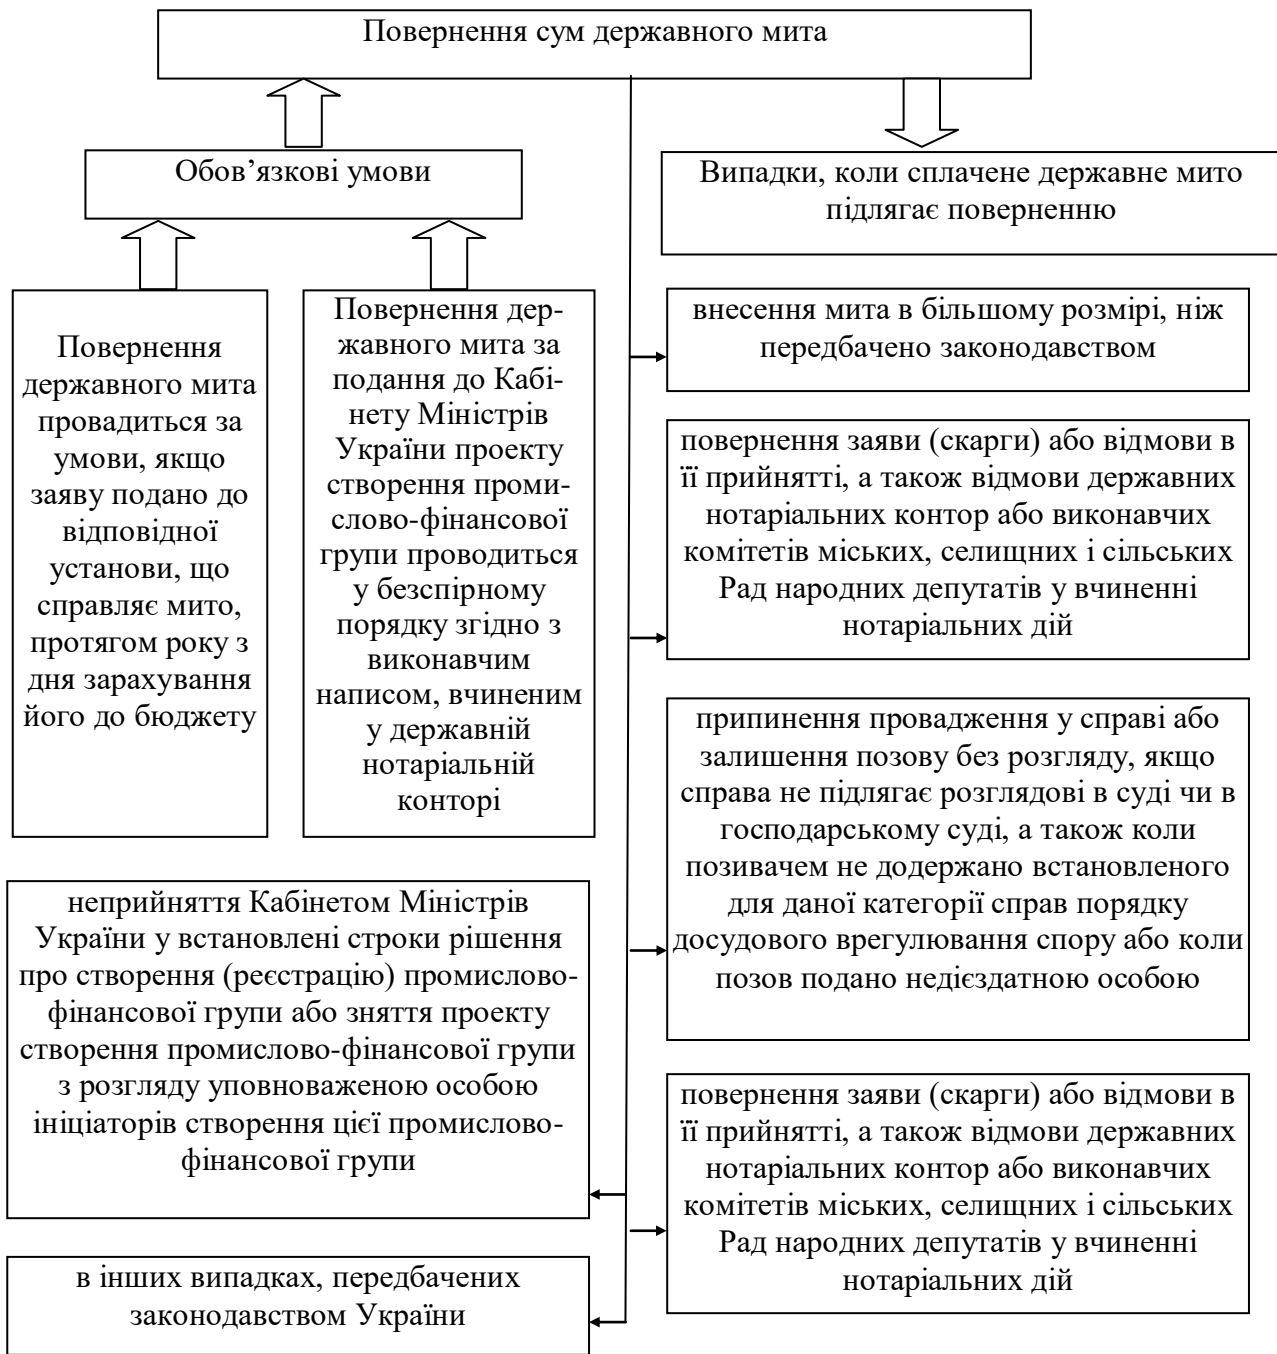 Повернення сум державного мита
Обов’язкові умови
Випадки, коли сплачене державне мито
підлягає поверненню
Повернення
державного мита
провадиться за
умови, якщо
заяву подано до
відповідної
установи, що
справляє мито,
протягом року з
дня зарахування
його до бюджету
Повернення дер-
жавного мита за
подання до Кабі-
нету Міністрів
України проекту
створення проми-
слово-фінансової
групи проводиться
у безспірному
порядку згідно з
виконавчим
написом, вчиненим
у державній
нотаріальній
конторі
внесення мита в більшому розмірі, ніж
передбачено законодавством
повернення заяви (скарги) або відмови в
її прийнятті, а також відмови державних
нотаріальних контор або виконавчих
комітетів міських, селищних і сільських
Рад народних депутатів у вчиненні
нотаріальних дій
припинення провадження у справі або
залишення позову без розгляду, якщо
справа не підлягає розглядові в суді чи в
господарському суді, а також коли
позивачем не додержано встановленого
для даної категорії справ порядку
досудового врегулювання спору або коли
позов подано недієздатною особою
неприйняття Кабінетом Міністрів
України у встановлені строки рішення
про створення (реєстрацію) промислово-
фінансової групи або зняття проекту
створення промислово-фінансової групи
з розгляду уповноваженою особою
ініціаторів створення цієї промислово-
фінансової групи
повернення заяви (скарги) або відмови в
її прийнятті, а також відмови державних
нотаріальних контор або виконавчих
комітетів міських, селищних і сільських
Рад народних депутатів у вчиненні
нотаріальних дій
в інших випадках, передбачених
законодавством України